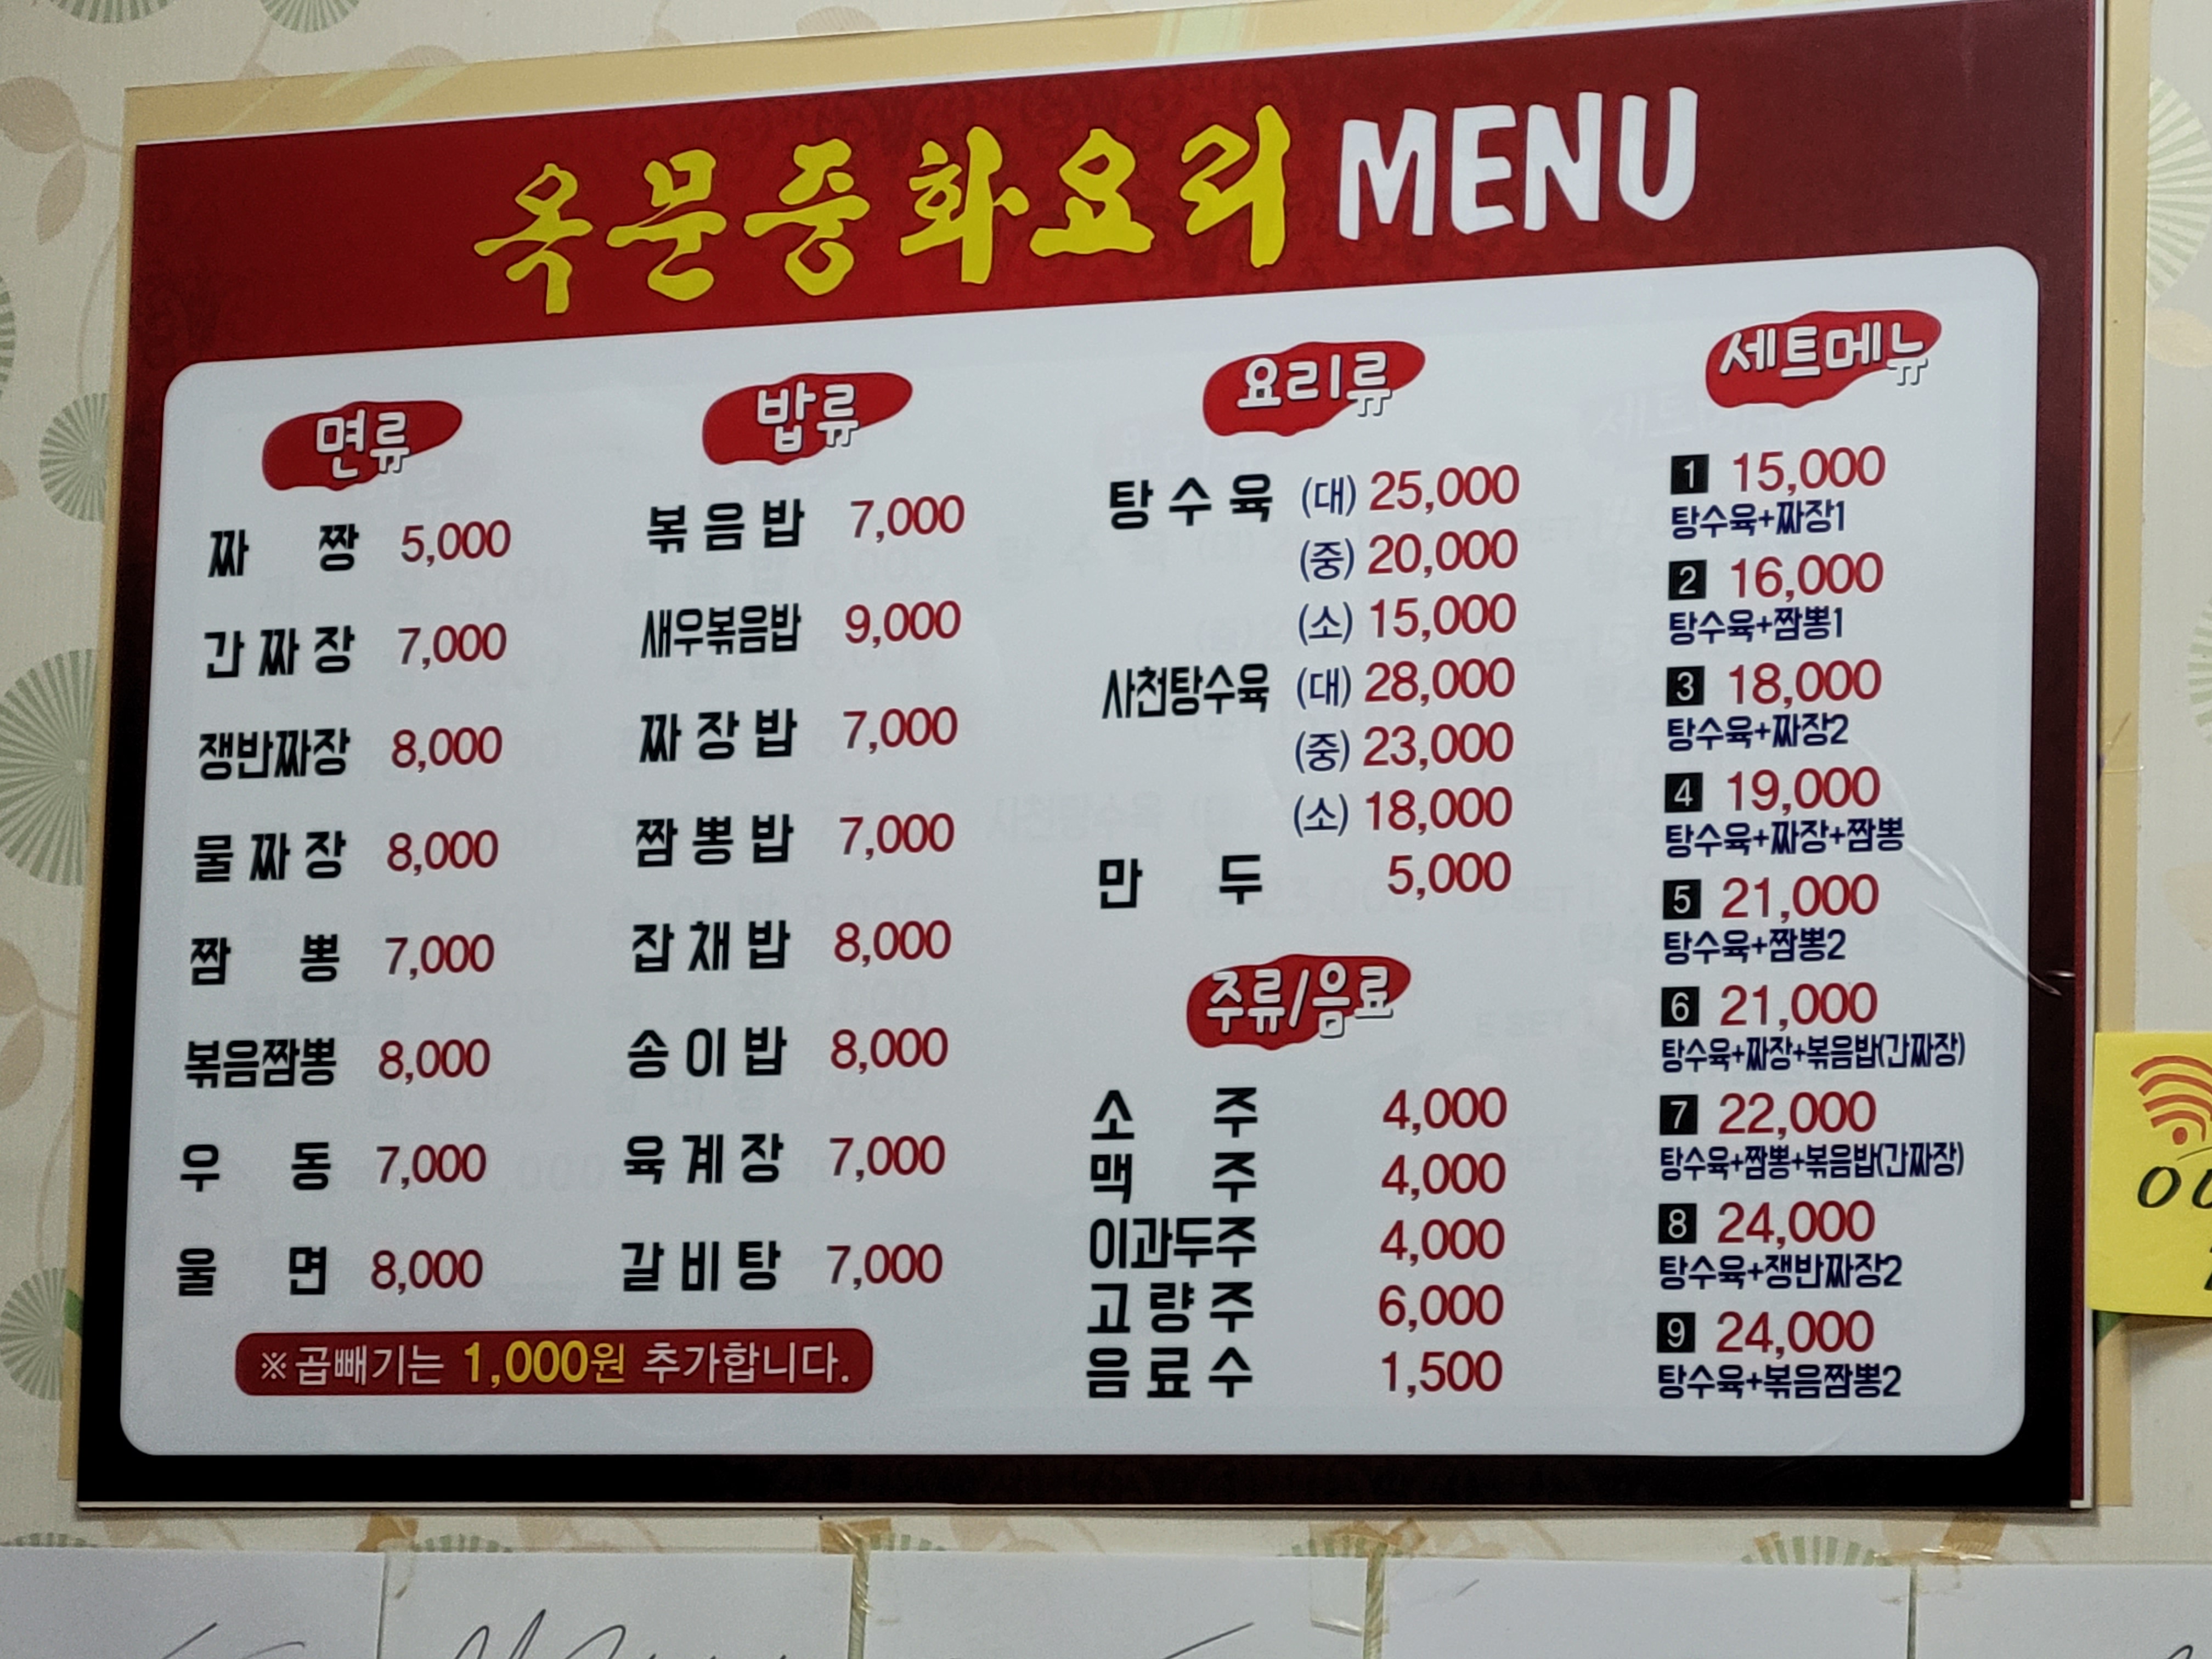 옥문중화요리 MENU
면류
짜 짱 5,000
간 짜 장 7,000
쟁반짜장 8,000
물 짜 장 8,000
짬 뽕 7,000
볶음짬뽕 8,000
우 동 7,000
울 면 8,000
밥류
볶 음 밥 7,000
새우볶음밥 9,000
짜 장 밥 7,000
짬 뽕 밥 7,000
잡 채 밥 8,000
송 이 밥 8,000
육 계 장 7,000
갈 비 탕 7,000
※곱빼기는 1,000원 추가합니다.
요리류
탕 수 육 (대) 25,000
(중) 20,000
(소) 15,000
사천탕수육 (대) 28,000
(중) 23,000
(소) 18,000
만 두 5,000
주류/음료
소 주 4,000
맥 주 4,000
이과두주 4,000
고 량 주 6,000
음 료 수 1,500
세트메뉴
1 15,000
탕수육+짜장1
2 16,000
탕수육+짬뽕1
3 18,000
탕수육+짜장2
4 19,000
탕수육+짜장+짬뽕
5 21,000
탕수육+짬뽕2
6 21,000
탕수육+짜장+볶음밥(간짜장)
7 22,000
탕수육+짬뽕+볶음밥(간짜장)
8 24,000
탕수육+쟁반짜장2
9 24,000
탕수육+볶음짬뽕2